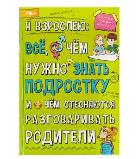 Я ВЗРОСЛЕЮ:
ВСЁ, О ЧЁМ
НУЖНО ЗНАТЬ
ПОДРОСТКУ
И О ЧЁМ СТЕСНЯЮТСЯ
РАЗГОВАРИВАТЬ
РОДИТЕЛИ